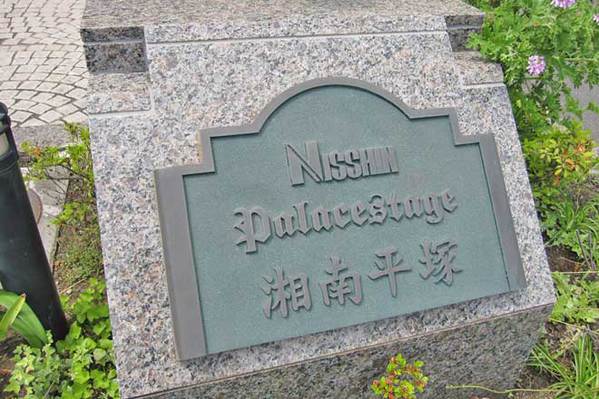 NISSHIN
Palacestage
湘南平塚